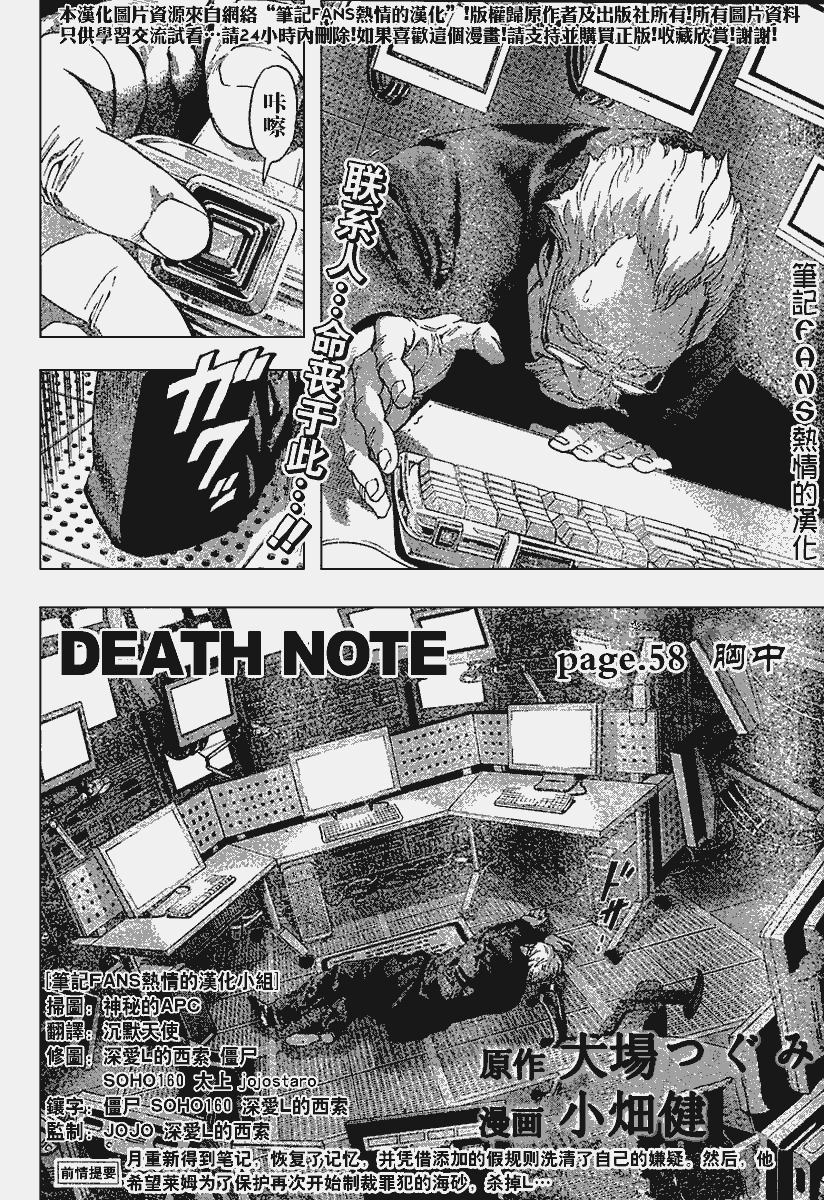 本漢化圖片資源來自網絡“筆記FANS熱情的漢化”!版權歸原作者及出版社所有!所有圖片資料
只供學習交流試看…請24小時內刪除!如果喜歡這個漫畫!請支持並購買正版!收藏欣賞!謝謝!
咔嚓
联系人…命丧于此…!!
筆記FANS熱情的漢化
ガクッ
DEATH NOTE
page.58 胸中
ドサ
[筆記FANS熱情的漢化小組]
掃圖：神秘的APC
翻譯：沉默天使
修圖：深愛L的西索 僵尸
SOHO160 太上 jojostaro
鑲字：僵尸 SOHO160 深愛L的西索
監制：JOJO 深愛L的西索
原作 大場つぐみ
漫画 小畑健
前情提要
月重新得到笔记，恢复了记忆，并凭借添加的假规则洗清了自己的嫌疑。然后，他
希望莱姆为了保护再次开始制裁罪犯的海砂，杀掉L…